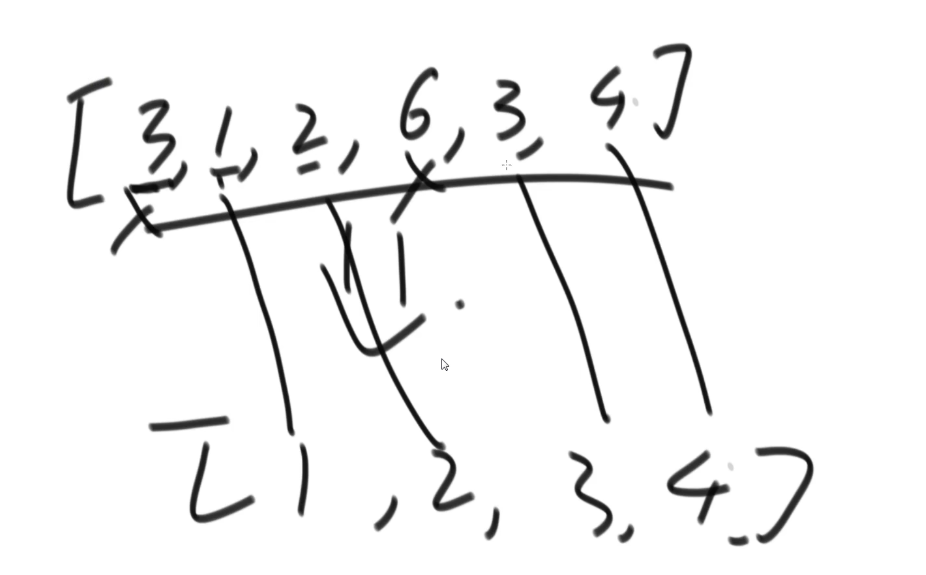 [3, 1, 2, 6, 3, 4]
[1, 2, 3, 4]